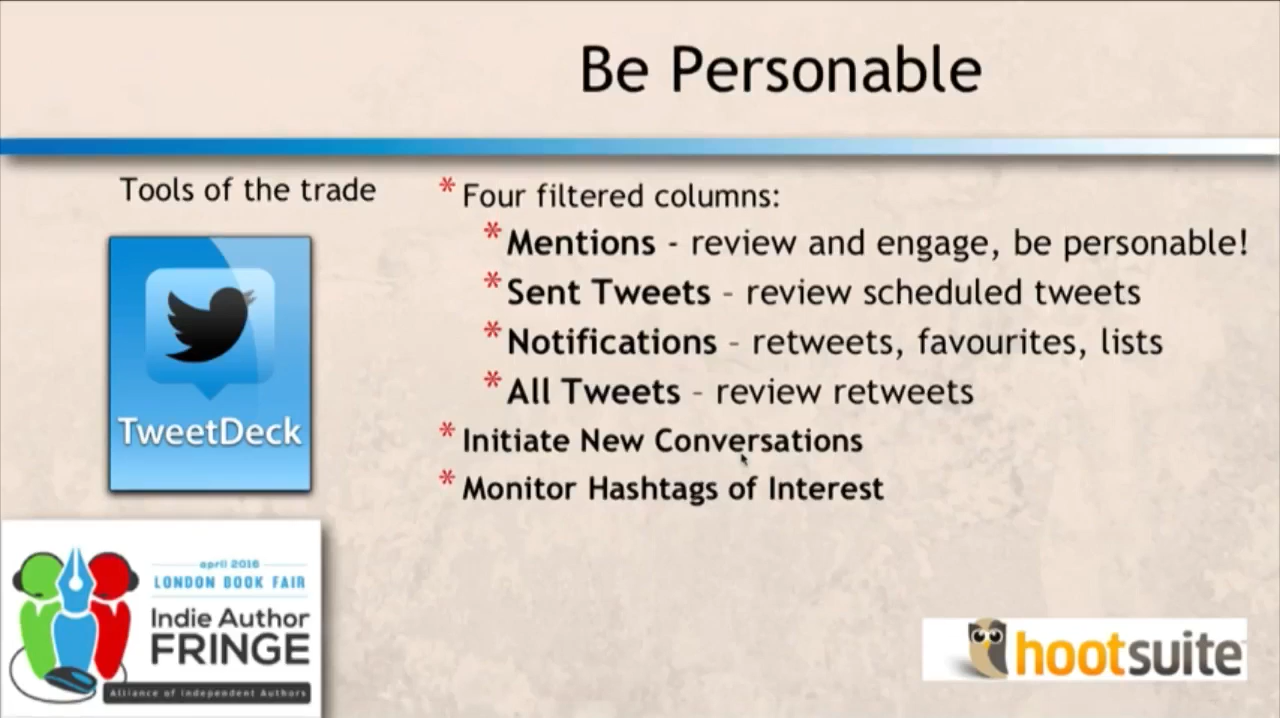 Be Personable
Tools of the trade
TweetDeck
* Four filtered columns:
* Mentions - review and engage, be personable!
* Sent Tweets – review scheduled tweets
* Notifications – retweets, favourites, lists
* All Tweets – review retweets
* Initiate New Conversations
* Monitor Hashtags of Interest
april 2016
LONDON BOOK FAIR
Indie Author
FRINGE
Alliance of Independent Authors
hootsuite